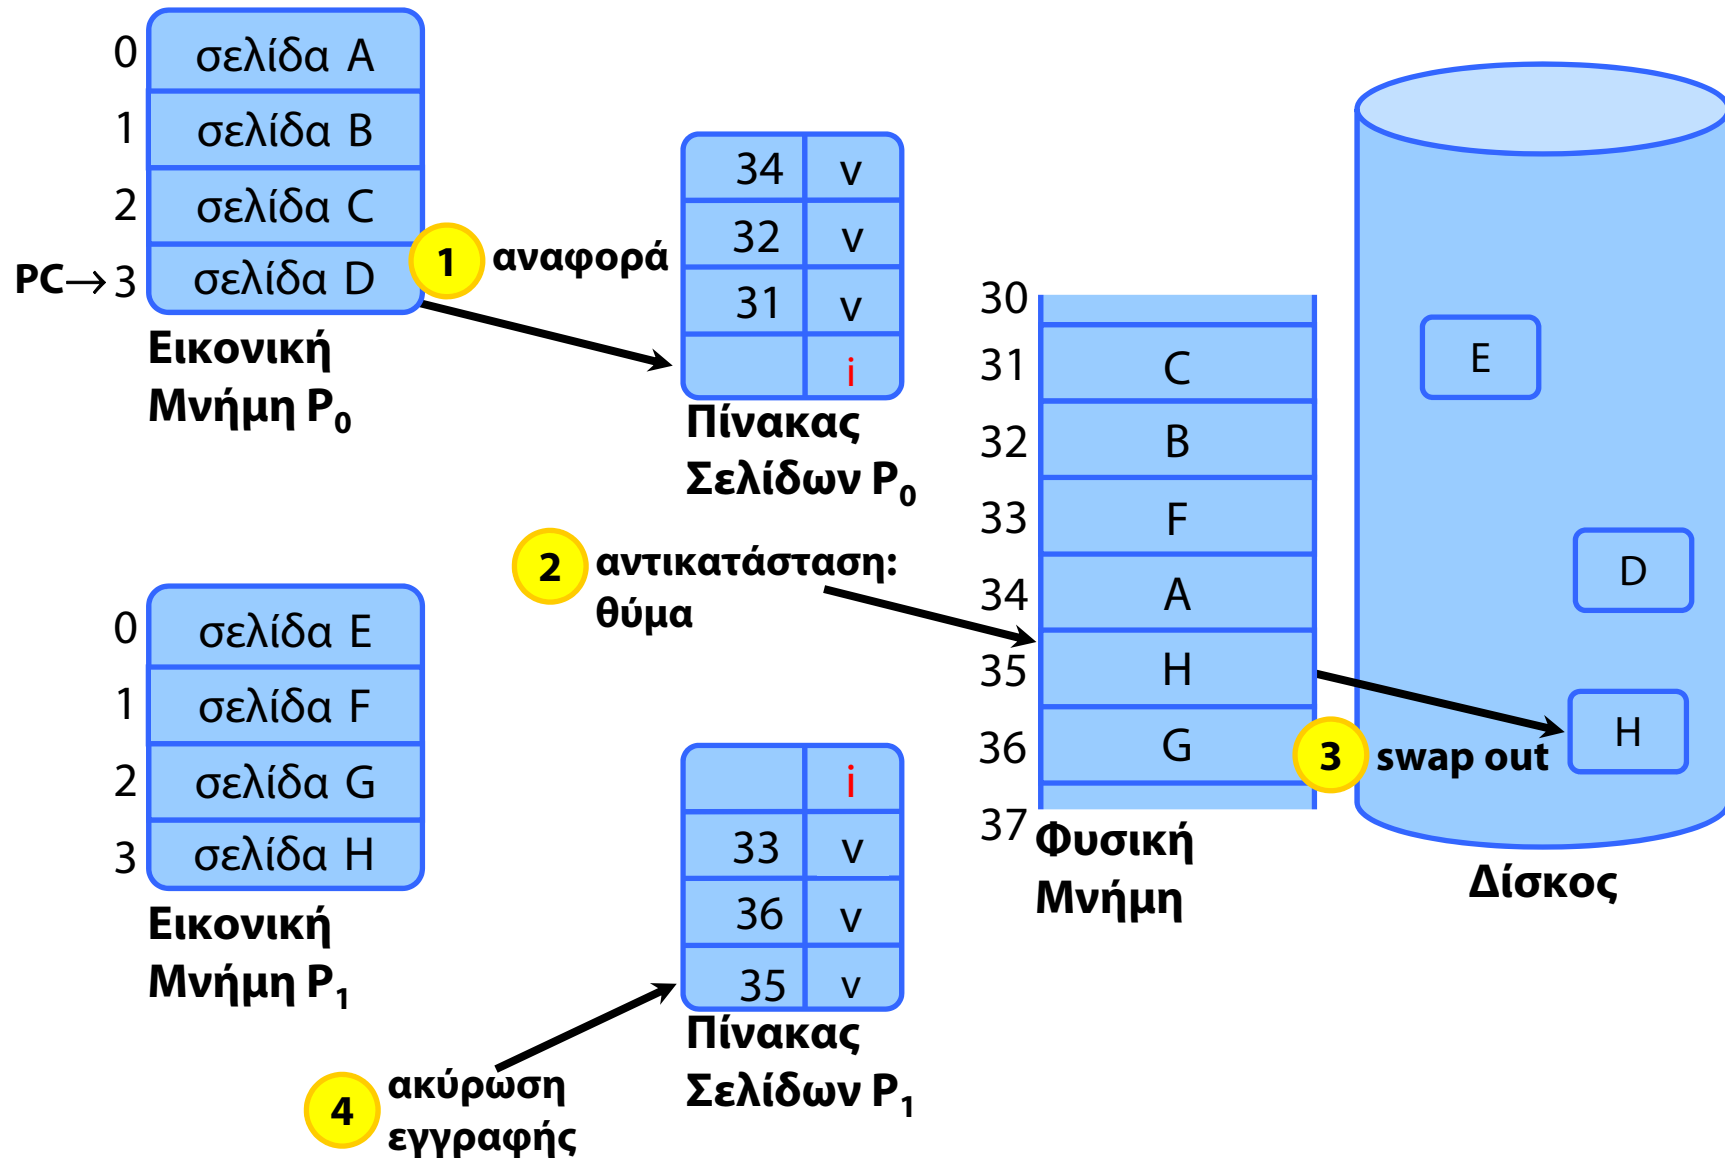 0 σελίδα A
1 σελίδα B
2 σελίδα C
PC→ 3 σελίδα D
Εικονική
Μνήμη P0
1 αναφορά
34 v
32 v
31 v
i
Πίνακας
Σελίδων P0
2 αντικατάσταση:
θύμα
0 σελίδα E
1 σελίδα F
2 σελίδα G
3 σελίδα H
Εικονική
Μνήμη P1
i
33 v
36 v
35 v
Πίνακας
Σελίδων P1
4 ακύρωση
εγγραφής
30
31 C
32 B
33 F
34 A
35 H
36 G
37
Φυσική
Μνήμη
3 swap out
E
D
H
Δίσκος